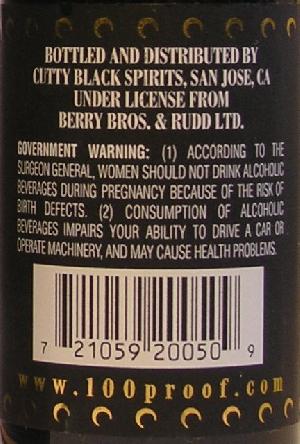 BOTTLED AND DISTRIBUTED BY
CUTTY BLACK SPIRITS, SAN JOSE, CA
UNDER LICENSE FROM
BERRY BROS. & RUDD LTD.
GOVERNMENT WARNING: (1) ACCORDING TO THE
SURGEON GENERAL, WOMEN SHOULD NOT DRINK ALCOHOLIC
BEVERAGES DURING PREGNANCY BECAUSE OF THE RISK OF
BIRTH DEFECTS. (2) CONSUMPTION OF ALCOHOLIC
BEVERAGES IMPAIRS YOUR ABILITY TO DRIVE A CAR OR
OPERATE MACHINERY, AND MAY CAUSE HEALTH PROBLEMS.
7 21059 20050 9
www.100proof.com